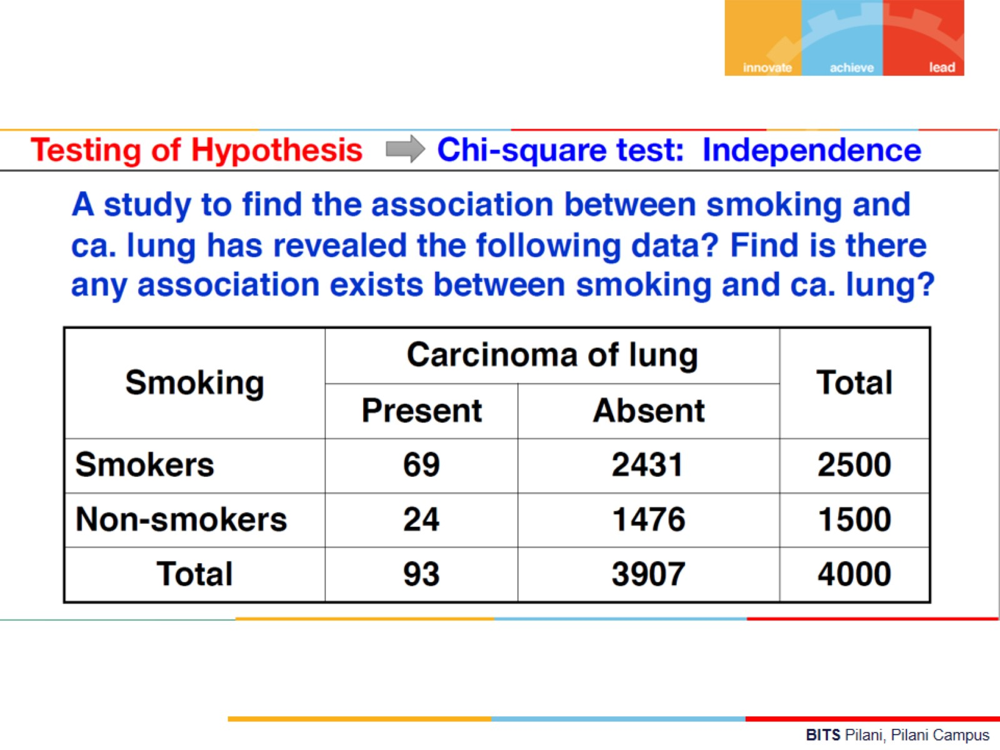 innovate achieve lead
Testing of Hypothesis Chi-square test: Independence
A study to find the association between smoking and
ca. lung has revealed the following data? Find is there
any association exists between smoking and ca. lung?
Smoking Carcinoma of lung Total
Present Absent
Smokers 69 2431 2500
Non-smokers 24 1476 1500
Total 93 3907 4000
BITS Pilani, Pilani Campus